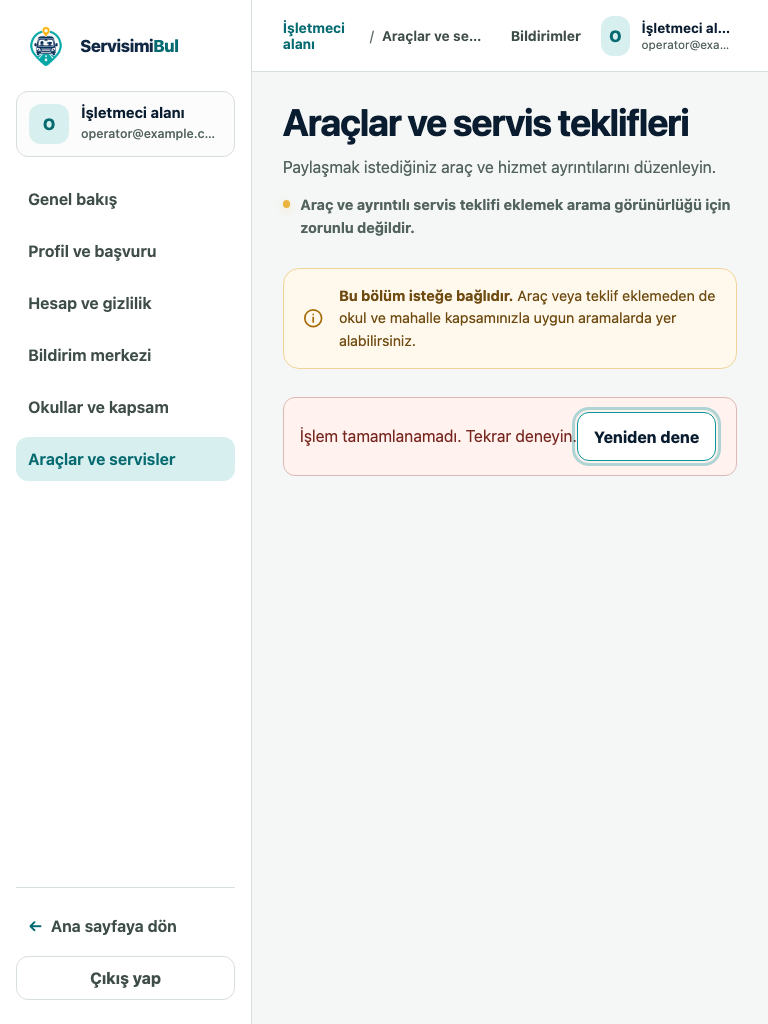 ServisimiBul
O
İşletmeci alanı
operator@example.c...
Genel bakış
Profil ve başvuru
Hesap ve gizlilik
Bildirim merkezi
Okullar ve kapsam
Araçlar ve servisler
← Ana sayfaya dön
Çıkış yap
İşletmeci
alanı
/ Araçlar ve se...
Bildirimler
O
İşletmeci al...
operator@exa...
Araçlar ve servis teklifleri
Paylaşmak istediğiniz araç ve hizmet ayrıntılarını düzenleyin.
Araç ve ayrıntılı servis teklifi eklemek arama görünürlüğü için
zorunlu değildir.
Bu bölüm isteğe bağlıdır. Araç veya teklif eklemeden de
okul ve mahalle kapsamınızla uygun aramalarda yer
alabilirsiniz.
İşlem tamamlanamadı. Tekrar deneyin.
Yeniden dene